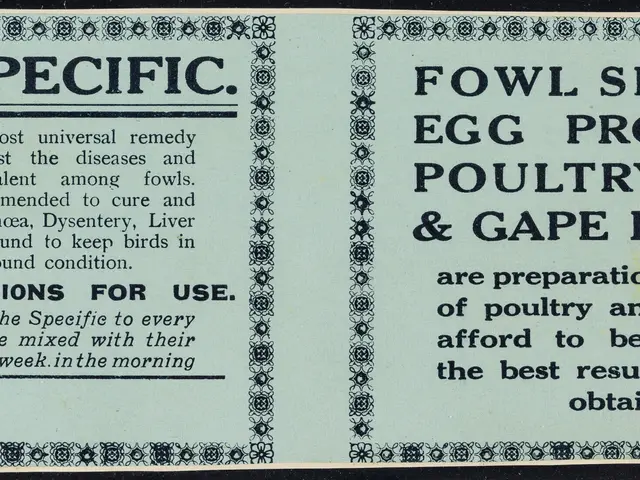 PECIFIC.
ost universal remedy
st the diseases and
alent among fowls.
mended to cure and
nœa, Dysentery, Liver
und to keep birds in
ound condition.
IONS FOR USE.
he Specific to every
e mixed with their
week. in the morning
FOWL S
EGG PRO
POULTRY
& GAPE
are preparatio
of poultry an
afford to be
the best resu
obtai